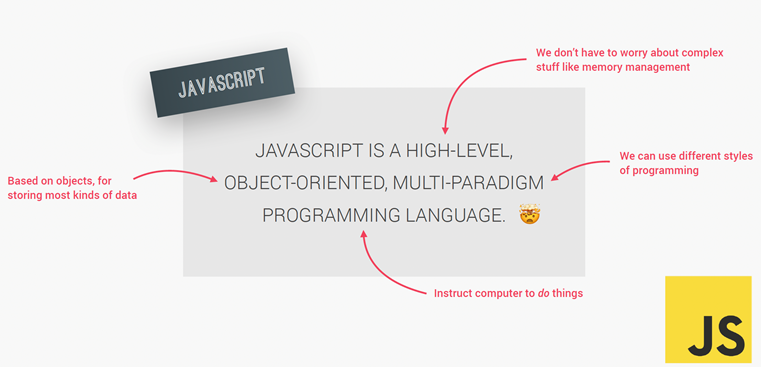 JAVASCRIPT
We don’t have to worry about complex
stuff like memory management
JAVASCRIPT IS A HIGH-LEVEL,
OBJECT-ORIENTED, MULTI-PARADIGM
PROGRAMMING LANGUAGE. 🤯
We can use different styles
of programming
Based on objects, for
storing most kinds of data
Instruct computer to do things
JS